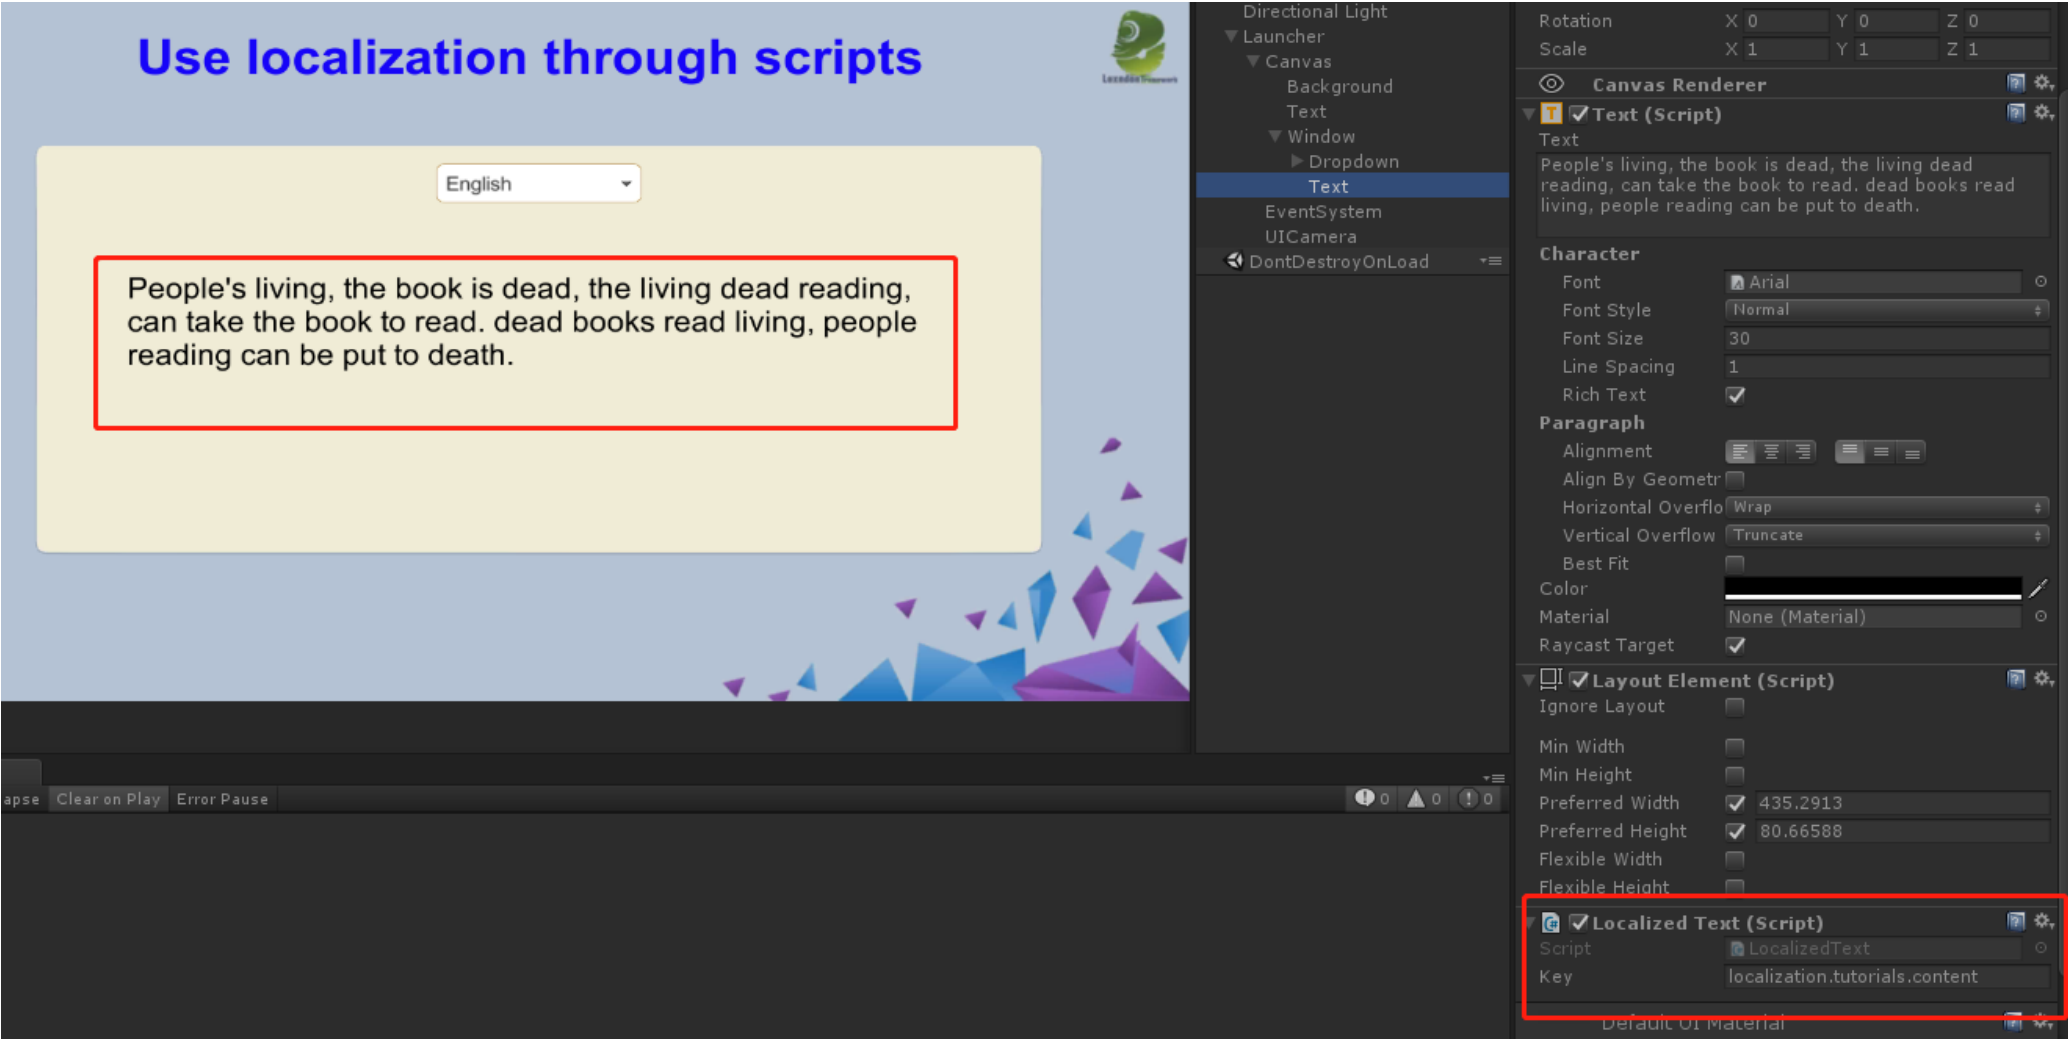 Use localization through scripts
English
People's living, the book is dead, the living dead reading,
can take the book to read. dead books read living, people
reading can be put to death.
apse Clear on Play Error Pause
0 0 0
Directional Light
Launcher
Canvas
Background
Text
Window
Dropdown
Text
EventSystem
UICamera
DontDestroyOnLoad
Rotation X 0 Y 0 Z 0
Scale X 1 Y 1 Z 1
Canvas Renderer
Text (Script)
Text
People's living, the book is dead, the living dead
reading, can take the book to read. dead books read
living, people reading can be put to death.
Character
Font Arial
Font Style Normal
Font Size 30
Line Spacing 1
Rich Text
Paragraph
Alignment
Align By Geometr
Horizontal Overflo Wrap
Vertical Overflow Truncate
Best Fit
Color
Material None (Material)
Raycast Target
Layout Element (Script)
Ignore Layout
Min Width
Min Height
Preferred Width 435.2913
Preferred Height 80.66588
Flexible Width
Flexible Height
Localized Text (Script)
Script LocalizedText
Key localization.tutorials.content
Default UI Material